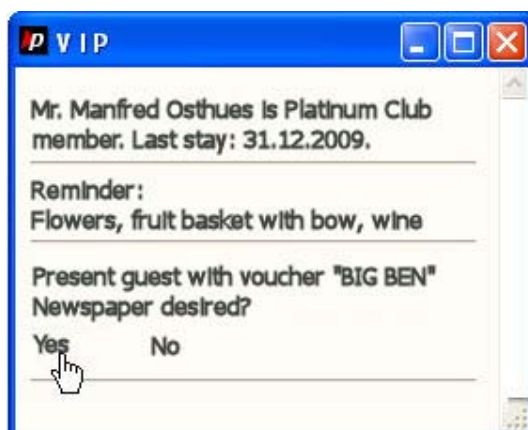 p VIP
Mr. Manfred Osthues is Platinum Club
member. Last stay: 31.12.2009.
Reminder:
Flowers, fruit basket with bow, wine
Present guest with voucher "BIG BEN"
Newspaper desired?
Yes No